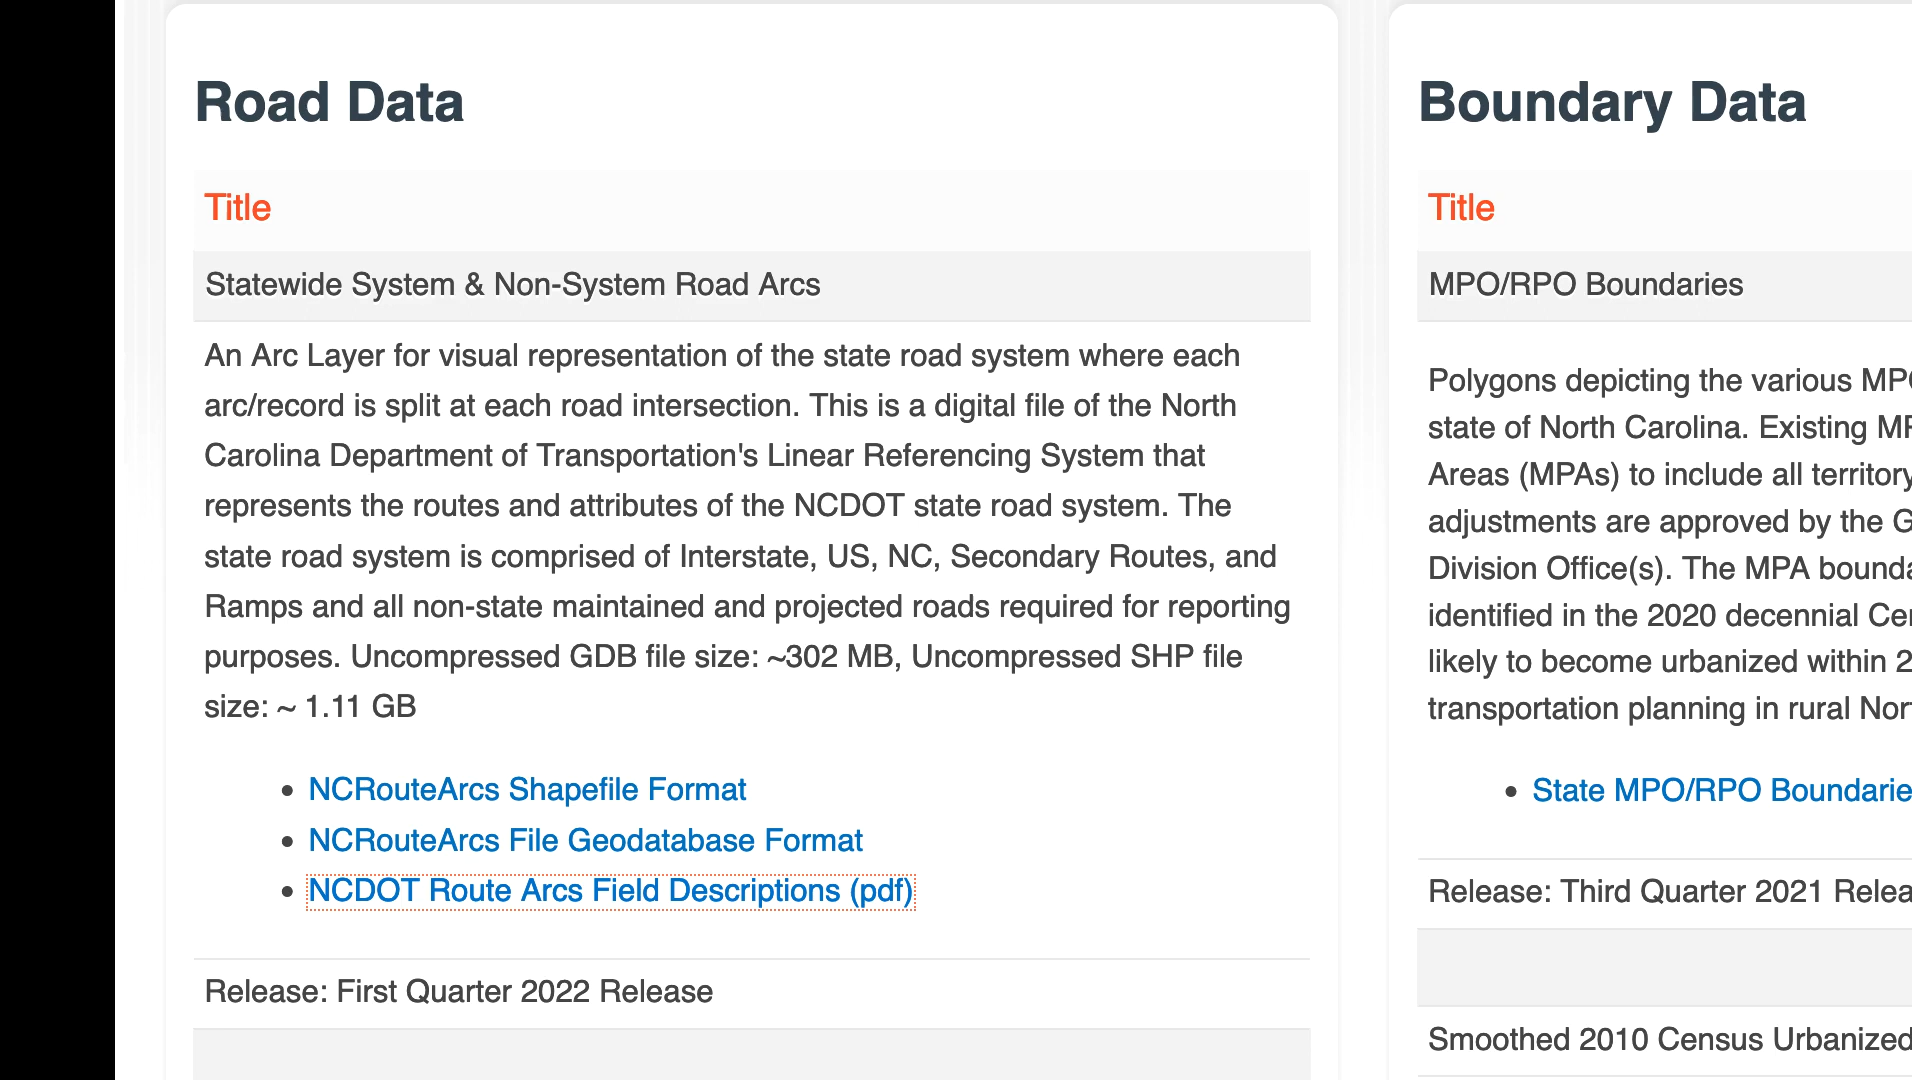 Road Data
Title
Statewide System & Non-System Road Arcs
An Arc Layer for visual representation of the state road system where each
arc/record is split at each road intersection. This is a digital file of the North
Carolina Department of Transportation's Linear Referencing System that
represents the routes and attributes of the NCDOT state road system. The
state road system is comprised of Interstate, US, NC, Secondary Routes, and
Ramps and all non-state maintained and projected roads required for reporting
purposes. Uncompressed GDB file size: ~302 MB, Uncompressed SHP file
size: ~ 1.11 GB
• NCRouteArcs Shapefile Format
• NCRouteArcs File Geodatabase Format
• NCDOT Route Arcs Field Descriptions (pdf)
Release: First Quarter 2022 Release
Boundary Data
Title
MPO/RPO Boundaries
Polygons depicting the various
state of North Carolina. Existing
Areas (MPAs) to include all territory
adjustments are approved by the
Division Office(s). The MPA
identified in the 2020 decennial
likely to become urbanized within
transportation planning in rural
• State MPO/RPO
Release: Third Quarter 2021
Smoothed 2010 Census Urbanized